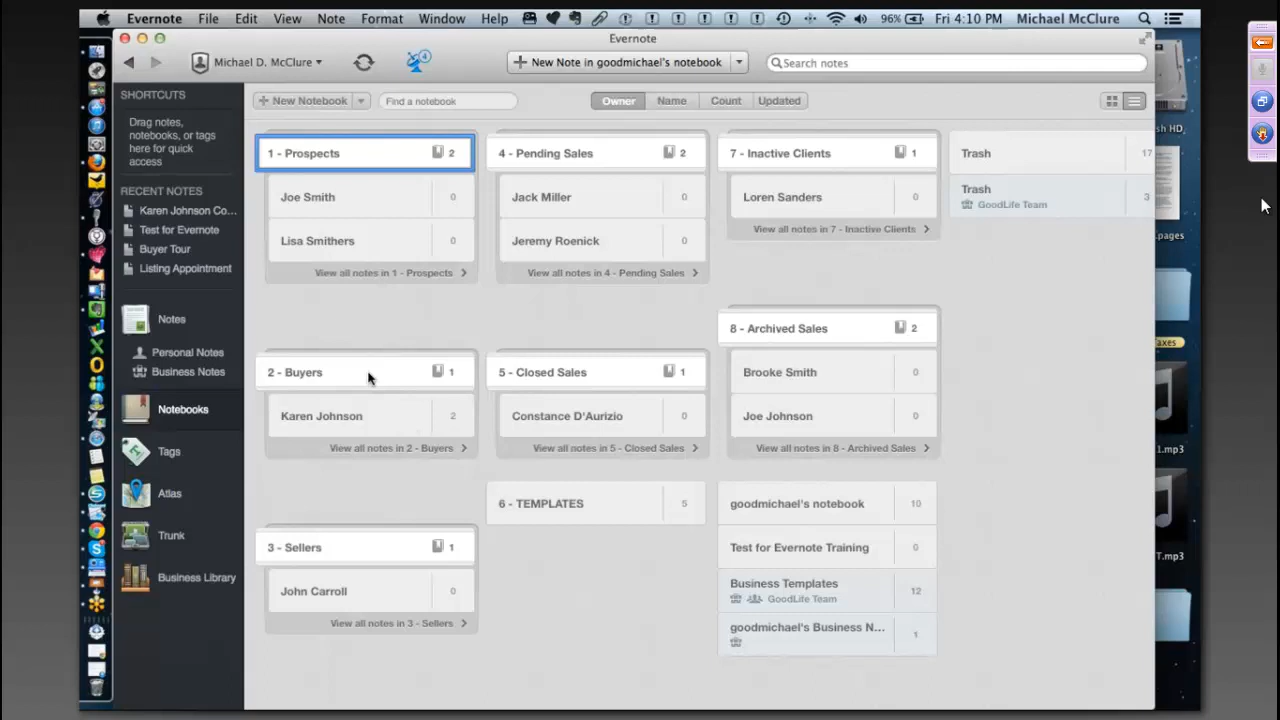 Evernote File Edit View Note Format Window Help 96% Fri 4:10 PM Michael McClure
Evernote
Michael D. McClure
4
New Note in goodmichael's notebook
Search notes
SHORTCUTS
Drag notes,
notebooks, or tags
here for quick
access
RECENT NOTES
Karen Johnson Co...
Test for Evernote
Buyer Tour
Listing Appointment
Notes
Personal Notes
Business Notes
Notebooks
Tags
Atlas
Trunk
Business Library
New Notebook
Find a notebook
Owner Name Count Updated
1 - Prospects 2
Joe Smith 0
Lisa Smithers 0
View all notes in 1 - Prospects
2 - Buyers 1
Karen Johnson 2
View all notes in 2 - Buyers
3 - Sellers 1
John Carroll 0
View all notes in 3 - Sellers
4 - Pending Sales 2
Jack Miller 0
Jeremy Roenick 0
View all notes in 4 - Pending Sales
5 - Closed Sales 1
Constance D'Aurizio 0
View all notes in 5 - Closed Sales
6 - TEMPLATES 5
7 - Inactive Clients 1
Loren Sanders 0
View all notes in 7 - Inactive Clients
8 - Archived Sales 2
Brooke Smith 0
Joe Johnson 0
View all notes in 8 - Archived Sales
goodmichael's notebook 10
Test for Evernote Training 0
Business Templates 12
GoodLife Team
goodmichael's Business N... 1
Trash 17
Trash 3
GoodLife Team
sh HD
.pages
axes
1.mp3
T.mp3